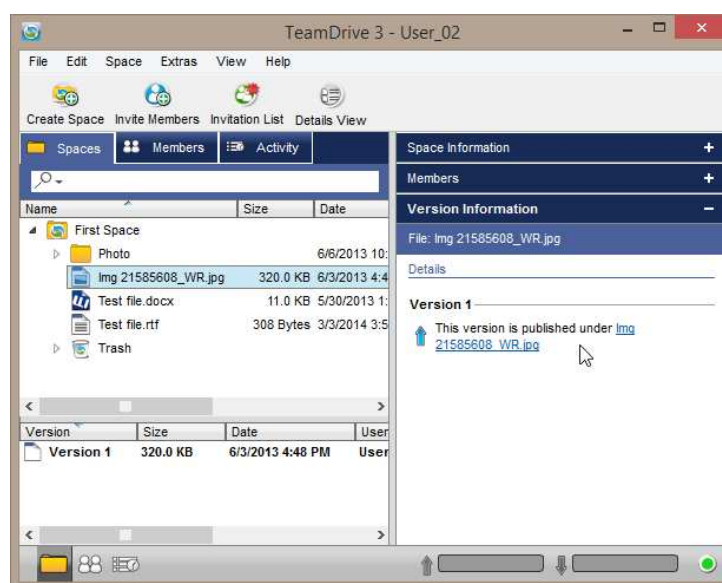 TeamDrive 3 - User_02
File Edit Space Extras View Help
Create Space Invite Members Invitation List Details View
Spaces Members Activity
Name Size Date
First Space
Photo 6/6/2013 10:
Img 21585608_WR.jpg 320.0 KB 6/3/2013 4:4
Test file.docx 11.0 KB 5/30/2013 1:
Test file.rtf 308 Bytes 3/3/2014 3:5
Trash
Version Size Date User
Version 1 320.0 KB 6/3/2013 4:48 PM User
Space Information
Members
Version Information
File: Img 21585608_WR.jpg
Details
Version 1
This version is published under Img
21585608_WR.jpg